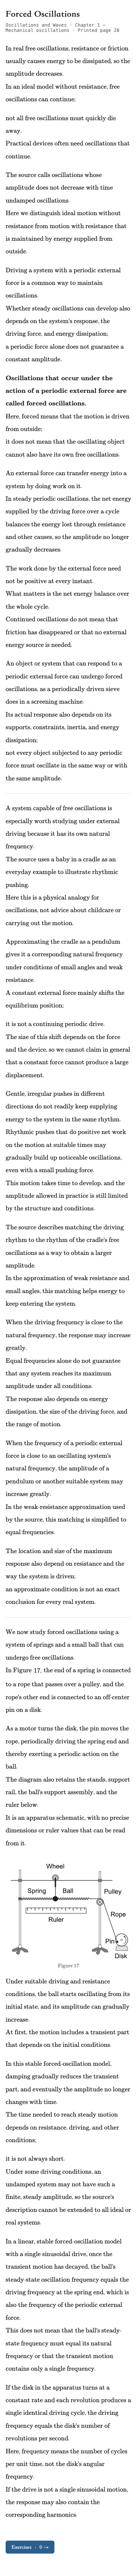 Forced Oscillations
Oscillations and Waves · Chapter 1 —
Mechanical oscillations · Printed page 28
In real free oscillations, resistance or friction
usually causes energy to be dissipated, so the
amplitude decreases.
In an ideal model without resistance, free
oscillations can continue;
not all free oscillations must quickly die
away.
Practical devices often need oscillations that
continue.
The source calls oscillations whose
amplitude does not decrease with time
undamped oscillations.
Here we distinguish ideal motion without
resistance from motion with resistance that
is maintained by energy supplied from
outside.
Driving a system with a periodic external
force is a common way to maintain
oscillations.
Whether steady oscillations can develop also
depends on the system's response, the
driving force, and energy dissipation;
a periodic force alone does not guarantee a
constant amplitude.
Oscillations that occur under the
action of a periodic external force are
called forced oscillations.
Here, forced means that the motion is driven
from outside;
it does not mean that the oscillating object
cannot also have its own free oscillations.
An external force can transfer energy into a
system by doing work on it.
In steady periodic oscillations, the net energy
supplied by the driving force over a cycle
balances the energy lost through resistance
and other causes, so the amplitude no longer
gradually decreases.
The work done by the external force need
not be positive at every instant.
What matters is the net energy balance over
the whole cycle.
Continued oscillations do not mean that
friction has disappeared or that no external
energy source is needed.
An object or system that can respond to a
periodic external force can undergo forced
oscillations, as a periodically driven sieve
does in a screening machine.
Its actual response also depends on its
supports, constraints, inertia, and energy
dissipation;
not every object subjected to any periodic
force must oscillate in the same way or with
the same amplitude.
A system capable of free oscillations is
especially worth studying under external
driving because it has its own natural
frequency.
The source uses a baby in a cradle as an
everyday example to illustrate rhythmic
pushing.
Here this is a physical analogy for
oscillations, not advice about childcare or
carrying out the motion.
Approximating the cradle as a pendulum
gives it a corresponding natural frequency
under conditions of small angles and weak
resistance.
A constant external force mainly shifts the
equilibrium position;
it is not a continuing periodic drive.
The size of this shift depends on the force
and the device, so we cannot claim in general
that a constant force cannot produce a large
displacement.
Gentle, irregular pushes in different
directions do not readily keep supplying
energy to the system in the same rhythm.
Rhythmic pushes that do positive net work
on the motion at suitable times may
gradually build up noticeable oscillations,
even with a small pushing force.
This motion takes time to develop, and the
amplitude allowed in practice is still limited
by the structure and conditions.
The source describes matching the driving
rhythm to the rhythm of the cradle's free
oscillations as a way to obtain a larger
amplitude.
In the approximation of weak resistance and
small angles, this matching helps energy to
keep entering the system.
When the driving frequency is close to the
natural frequency, the response may increase
greatly.
Equal frequencies alone do not guarantee
that any system reaches its maximum
amplitude under all conditions.
The response also depends on energy
dissipation, the size of the driving force, and
the range of motion.
When the frequency of a periodic external
force is close to an oscillating system's
natural frequency, the amplitude of a
pendulum or another suitable system may
increase greatly.
In the weak-resistance approximation used
by the source, this matching is simplified to
equal frequencies.
The location and size of the maximum
response also depend on resistance and the
way the system is driven;
an approximate condition is not an exact
conclusion for every real system.
We now study forced oscillations using a
system of springs and a small ball that can
undergo free oscillations.
In Figure 17, the end of a spring is connected
to a rope that passes over a pulley, and the
rope's other end is connected to an off-center
pin on a disk.
As a motor turns the disk, the pin moves the
rope, periodically driving the spring end and
thereby exerting a periodic action on the
ball.
The diagram also retains the stands, support
rail, the ball's support assembly, and the
ruler below.
It is an apparatus schematic, with no precise
dimensions or ruler values that can be read
from it.
Wheel
Spring
Ball
Pulley
Ruler
Rope
Pin
Disk
Figure 17
Under suitable driving and resistance
conditions, the ball starts oscillating from its
initial state, and its amplitude can gradually
increase.
At first, the motion includes a transient part
that depends on the initial conditions.
In this stable forced-oscillation model,
damping gradually reduces the transient
part, and eventually the amplitude no longer
changes with time.
The time needed to reach steady motion
depends on resistance, driving, and other
conditions;
it is not always short.
Under some driving conditions, an
undamped system may not have such a
finite, steady amplitude, so the source's
description cannot be extended to all ideal or
real systems.
In a linear, stable forced-oscillation model
with a single sinusoidal drive, once the
transient motion has decayed, the ball's
steady-state oscillation frequency equals the
driving frequency at the spring end, which is
also the frequency of the periodic external
force.
This does not mean that the ball's steady-
state frequency must equal its natural
frequency or that the transient motion
contains only a single frequency.
If the disk in the apparatus turns at a
constant rate and each revolution produces a
single identical driving cycle, the driving
frequency equals the disk's number of
revolutions per second.
Here, frequency means the number of cycles
per unit time, not the disk's angular
frequency.
If the drive is not a single sinusoidal motion,
the response may also contain the
corresponding harmonics.
Exercises · 9 →